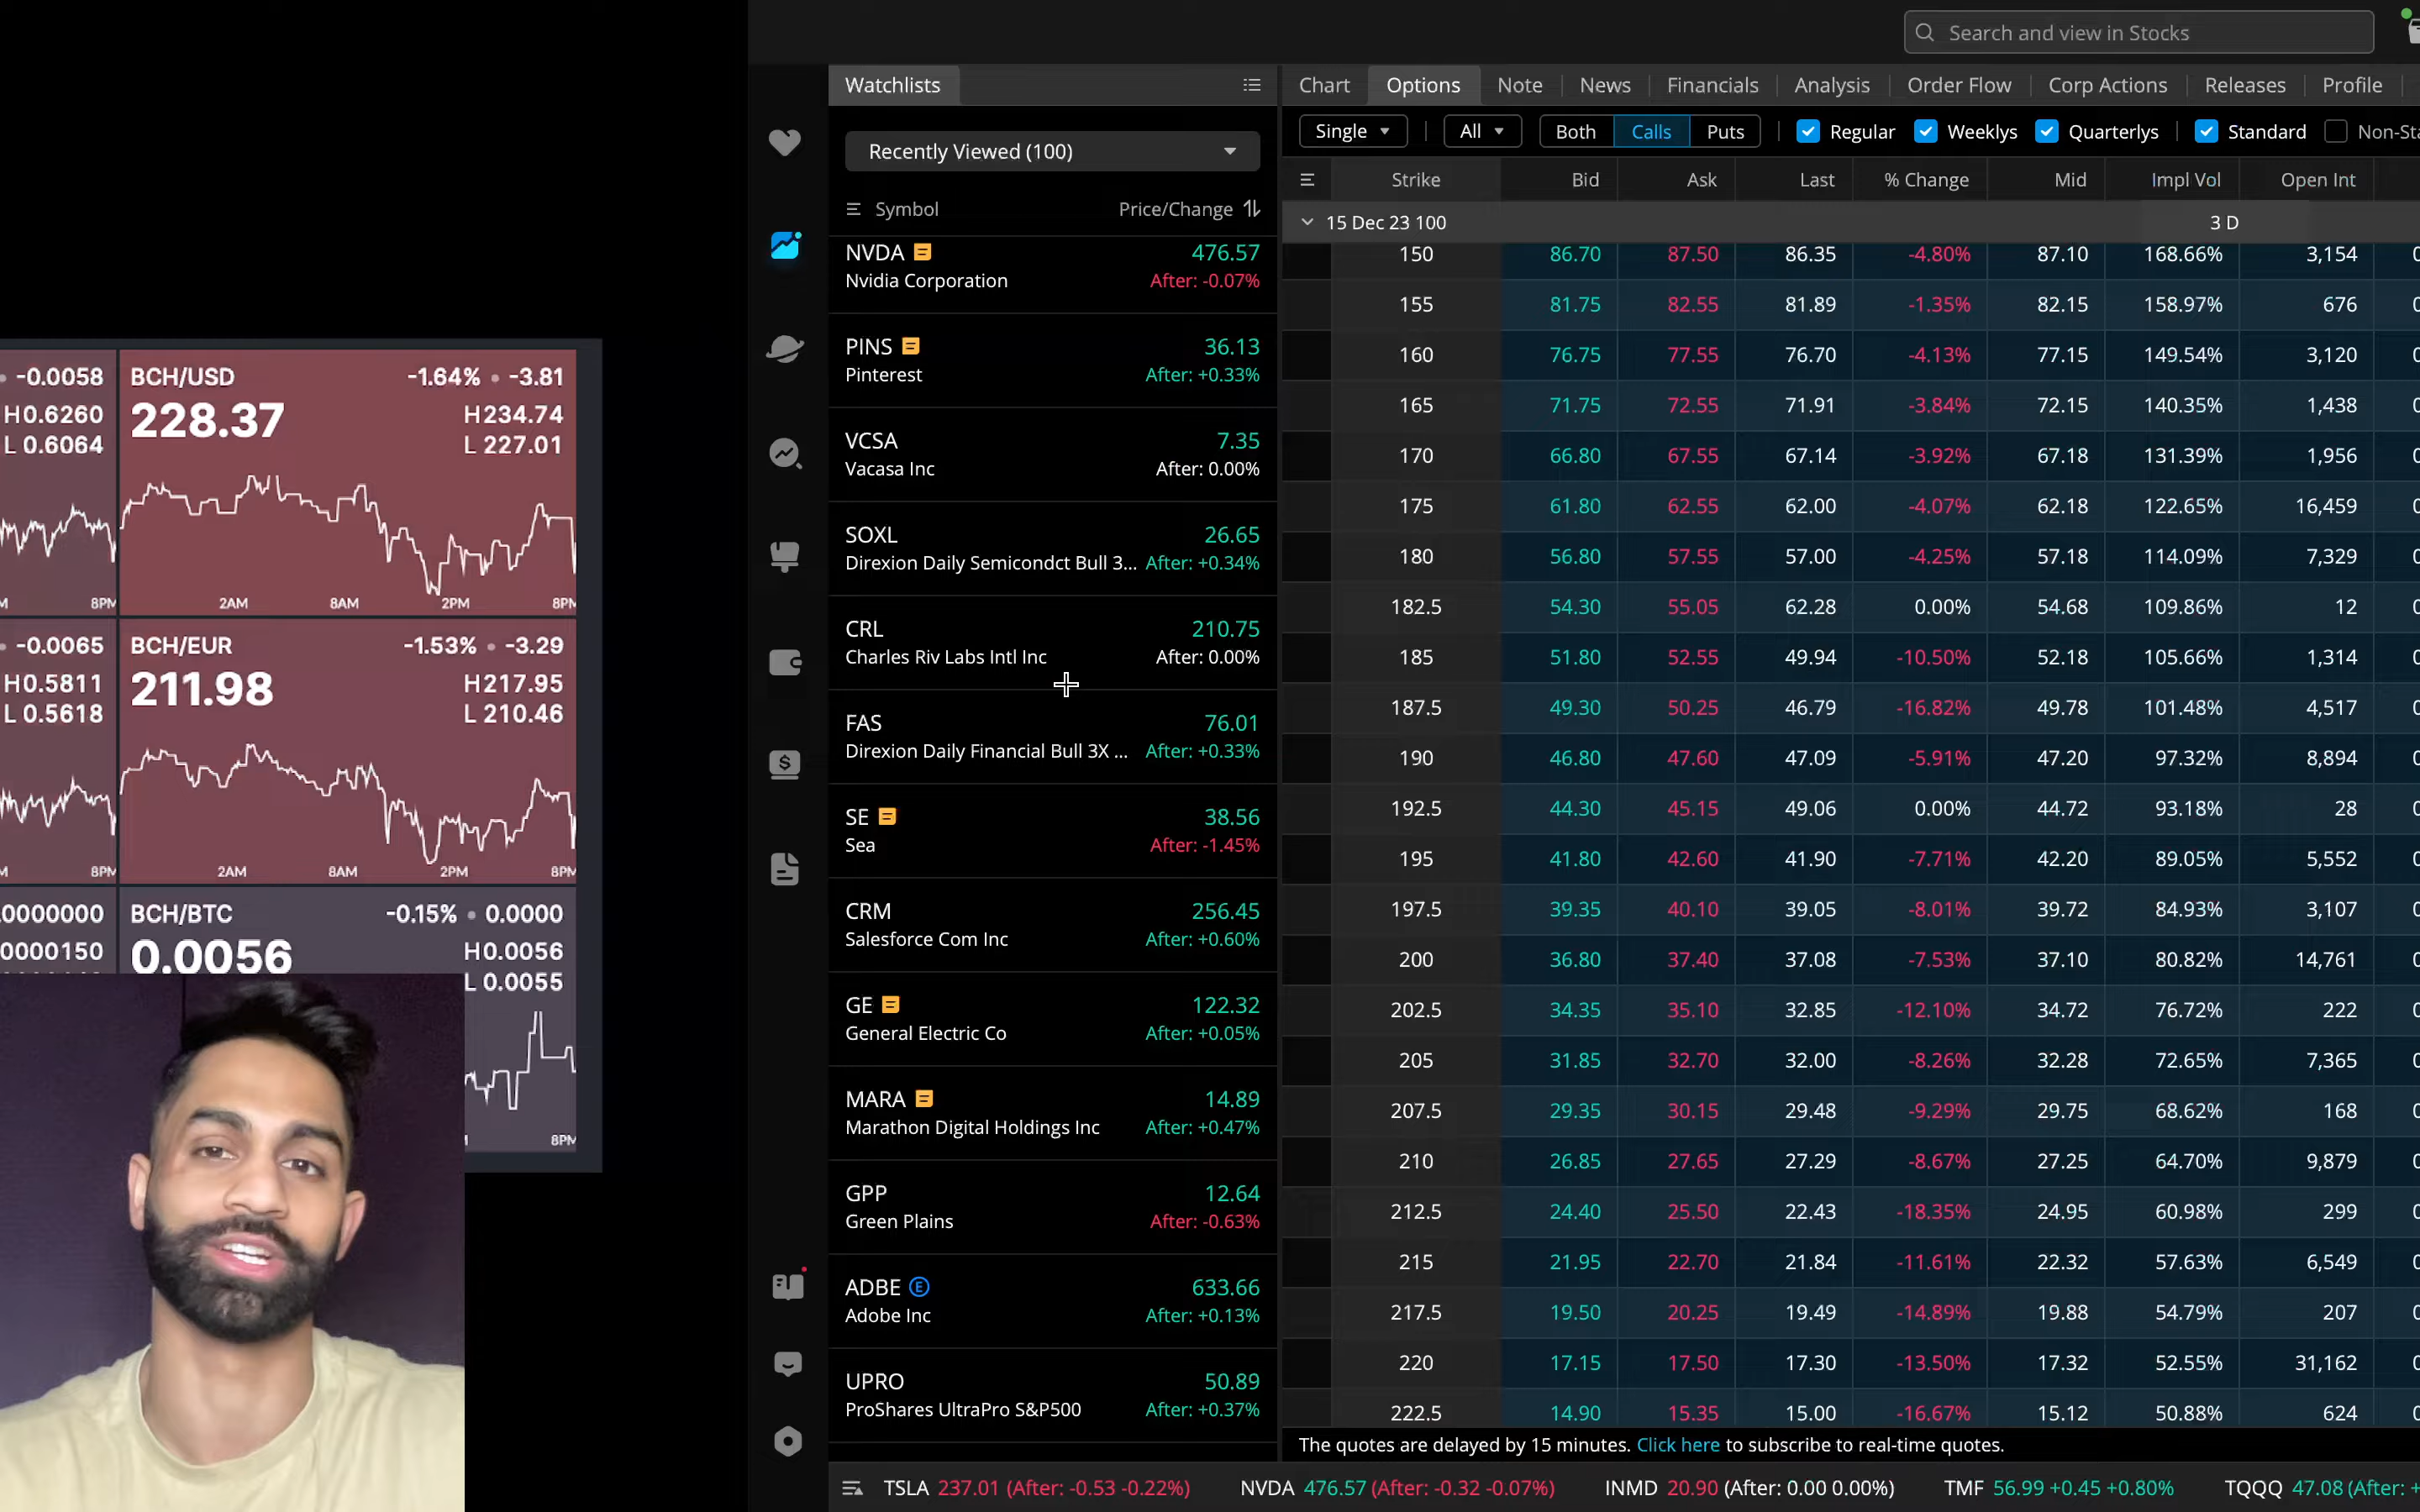 Search and view in Stocks
Watchlists
Chart Options Note News Financials Analysis Order Flow Corp Actions Releases Profile
Recently Viewed (100)
Single All Both Calls Puts Regular Weeklys Quarterlys Standard
Symbol Price/Change
Strike Bid Ask Last % Change Mid Impl Vol Open Int
15 Dec 23 100 3 D
NVDA 476.57
Nvidia Corporation After: -0.07%
PINS 36.13
Pinterest After: +0.33%
VCSA 7.35
Vacasa Inc After: 0.00%
SOXL 26.65
Direxion Daily Semicondct Bull 3... After: +0.34%
CRL 210.75
Charles Riv Labs Intl Inc After: 0.00%
FAS 76.01
Direxion Daily Financial Bull 3X ... After: +0.33%
SE 38.56
Sea After: -1.45%
CRM 256.45
Salesforce Com Inc After: +0.60%
GE 122.32
General Electric Co After: +0.05%
MARA 14.89
Marathon Digital Holdings Inc After: +0.47%
GPP 12.64
Green Plains After: -0.63%
ADBE E 633.66
Adobe Inc After: +0.13%
UPRO 50.89
ProShares UltraPro S&P500 After: +0.37%
150 86.70 87.50 86.35 -4.80% 87.10 168.66% 3,154
155 81.75 82.55 81.89 -1.35% 82.15 158.97% 676
160 76.75 77.55 76.70 -4.13% 77.15 149.54% 3,120
165 71.75 72.55 71.91 -3.84% 72.15 140.35% 1,438
170 66.80 67.55 67.14 -3.92% 67.18 131.39% 1,956
175 61.80 62.55 62.00 -4.07% 62.18 122.65% 16,459
180 56.80 57.55 57.00 -4.25% 57.18 114.09% 7,329
182.5 54.30 55.05 62.28 0.00% 54.68 109.86% 12
185 51.80 52.55 49.94 -10.50% 52.18 105.66% 1,314
187.5 49.30 50.25 46.79 -16.82% 49.78 101.48% 4,517
190 46.80 47.60 47.09 -5.91% 47.20 97.32% 8,894
192.5 44.30 45.15 49.06 0.00% 44.72 93.18% 28
195 41.80 42.60 41.90 -7.71% 42.20 89.05% 5,552
197.5 39.35 40.10 39.05 -8.01% 39.72 84.93% 3,107
200 36.80 37.40 37.08 -7.53% 37.10 80.82% 14,761
202.5 34.35 35.10 32.85 -12.10% 34.72 76.72% 222
205 31.85 32.70 32.00 -8.26% 32.28 72.65% 7,365
207.5 29.35 30.15 29.48 -9.29% 29.75 68.62% 168
210 26.85 27.65 27.29 -8.67% 27.25 64.70% 9,879
212.5 24.40 25.50 22.43 -18.35% 24.95 60.98% 299
215 21.95 22.70 21.84 -11.61% 22.32 57.63% 6,549
217.5 19.50 20.25 19.49 -14.89% 19.88 54.79% 207
220 17.15 17.50 17.30 -13.50% 17.32 52.55% 31,162
222.5 14.90 15.35 15.00 -16.67% 15.12 50.88% 624
The quotes are delayed by 15 minutes. Click here to subscribe to real-time quotes.
TSLA 237.01 (After: -0.53 -0.22%) NVDA 476.57 (After: -0.32 -0.07%) INMD 20.90 (After: 0.00 0.00%) TMF 56.99 +0.45 +0.80% TQQQ 47.08 (After:
-0.0058
H0.6260
L 0.6064
8PM
BCH/USD -1.64% • -3.81
228.37 H234.74
L 227.01
2AM 8AM 2PM 8PM
-0.0065
H0.5811
L 0.5618
8PM
BCH/EUR -1.53% • -3.29
211.98 H217.95
L 210.46
2AM 8AM 2PM 8PM
BCH/BTC -0.15% • 0.0000
0.0056 H0.0056
L 0.0055
8PM